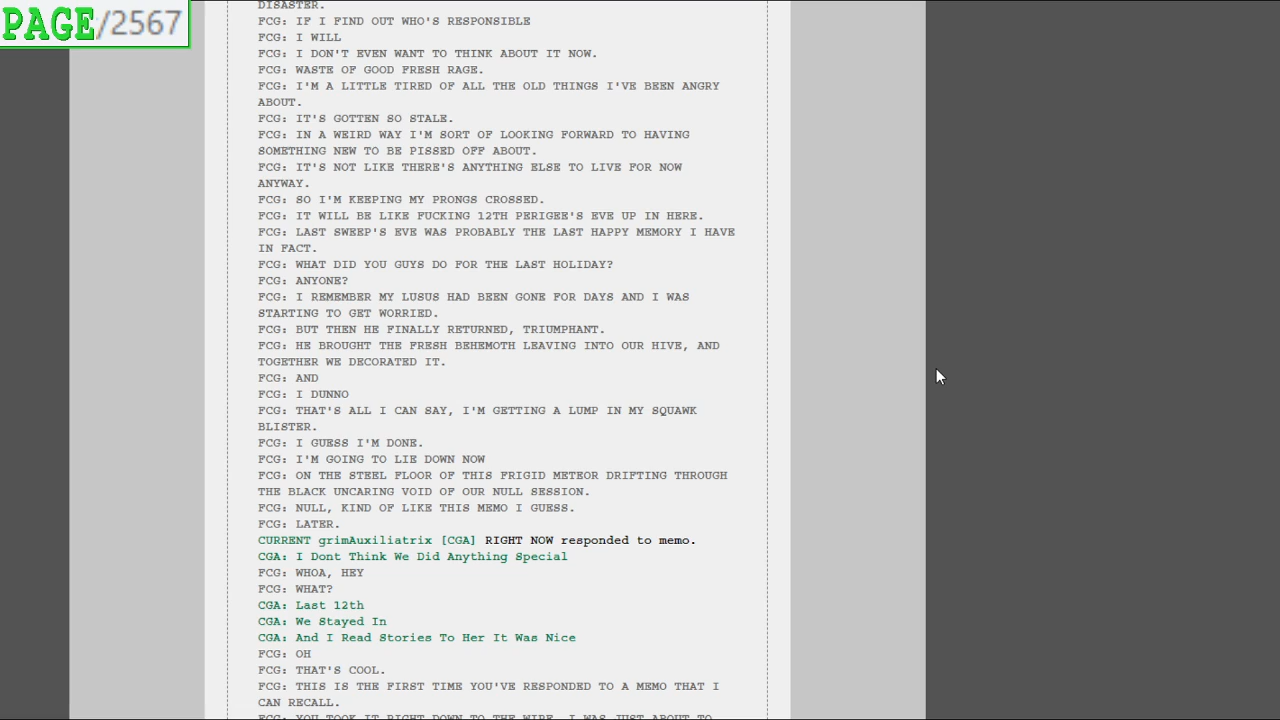 PAGE/2567
DISASTER.
FCG: IF I FIND OUT WHO'S RESPONSIBLE
FCG: I WILL
FCG: I DON'T EVEN WANT TO THINK ABOUT IT NOW.
FCG: WASTE OF GOOD FRESH RAGE.
FCG: I'M A LITTLE TIRED OF ALL THE OLD THINGS I'VE BEEN ANGRY
ABOUT.
FCG: IT'S GOTTEN SO STALE.
FCG: IN A WEIRD WAY I'M SORT OF LOOKING FORWARD TO HAVING
SOMETHING NEW TO BE PISSED OFF ABOUT.
FCG: IT'S NOT LIKE THERE'S ANYTHING ELSE TO LIVE FOR NOW
ANYWAY.
FCG: SO I'M KEEPING MY PRONGS CROSSED.
FCG: IT WILL BE LIKE FUCKING 12TH PERIGEE'S EVE UP IN HERE.
FCG: LAST SWEEP'S EVE WAS PROBABLY THE LAST HAPPY MEMORY I HAVE
IN FACT.
FCG: WHAT DID YOU GUYS DO FOR THE LAST HOLIDAY?
FCG: ANYONE?
FCG: I REMEMBER MY LUSUS HAD BEEN GONE FOR DAYS AND I WAS
STARTING TO GET WORRIED.
FCG: BUT THEN HE FINALLY RETURNED, TRIUMPHANT.
FCG: HE BROUGHT THE FRESH BEHEMOTH LEAVING INTO OUR HIVE, AND
TOGETHER WE DECORATED IT.
FCG: AND
FCG: I DUNNO
FCG: THAT'S ALL I CAN SAY, I'M GETTING A LUMP IN MY SQUAWK
BLISTER.
FCG: I GUESS I'M DONE.
FCG: I'M GOING TO LIE DOWN NOW
FCG: ON THE STEEL FLOOR OF THIS FRIGID METEOR DRIFTING THROUGH
THE BLACK UNCARING VOID OF OUR NULL SESSION.
FCG: NULL, KIND OF LIKE THIS MEMO I GUESS.
FCG: LATER.
CURRENT grimAuxiliatrix [CGA] RIGHT NOW responded to memo.
CGA: I Dont Think We Did Anything Special
FCG: WHOA, HEY
FCG: WHAT?
CGA: Last 12th
CGA: We Stayed In
CGA: And I Read Stories To Her It Was Nice
FCG: OH
FCG: THAT'S COOL.
FCG: THIS IS THE FIRST TIME YOU'VE RESPONDED TO A MEMO THAT I
CAN RECALL.
FCG: YOU TOOK IT RIGHT DOWN TO THE WIRE, I WAS JUST ABOUT TO